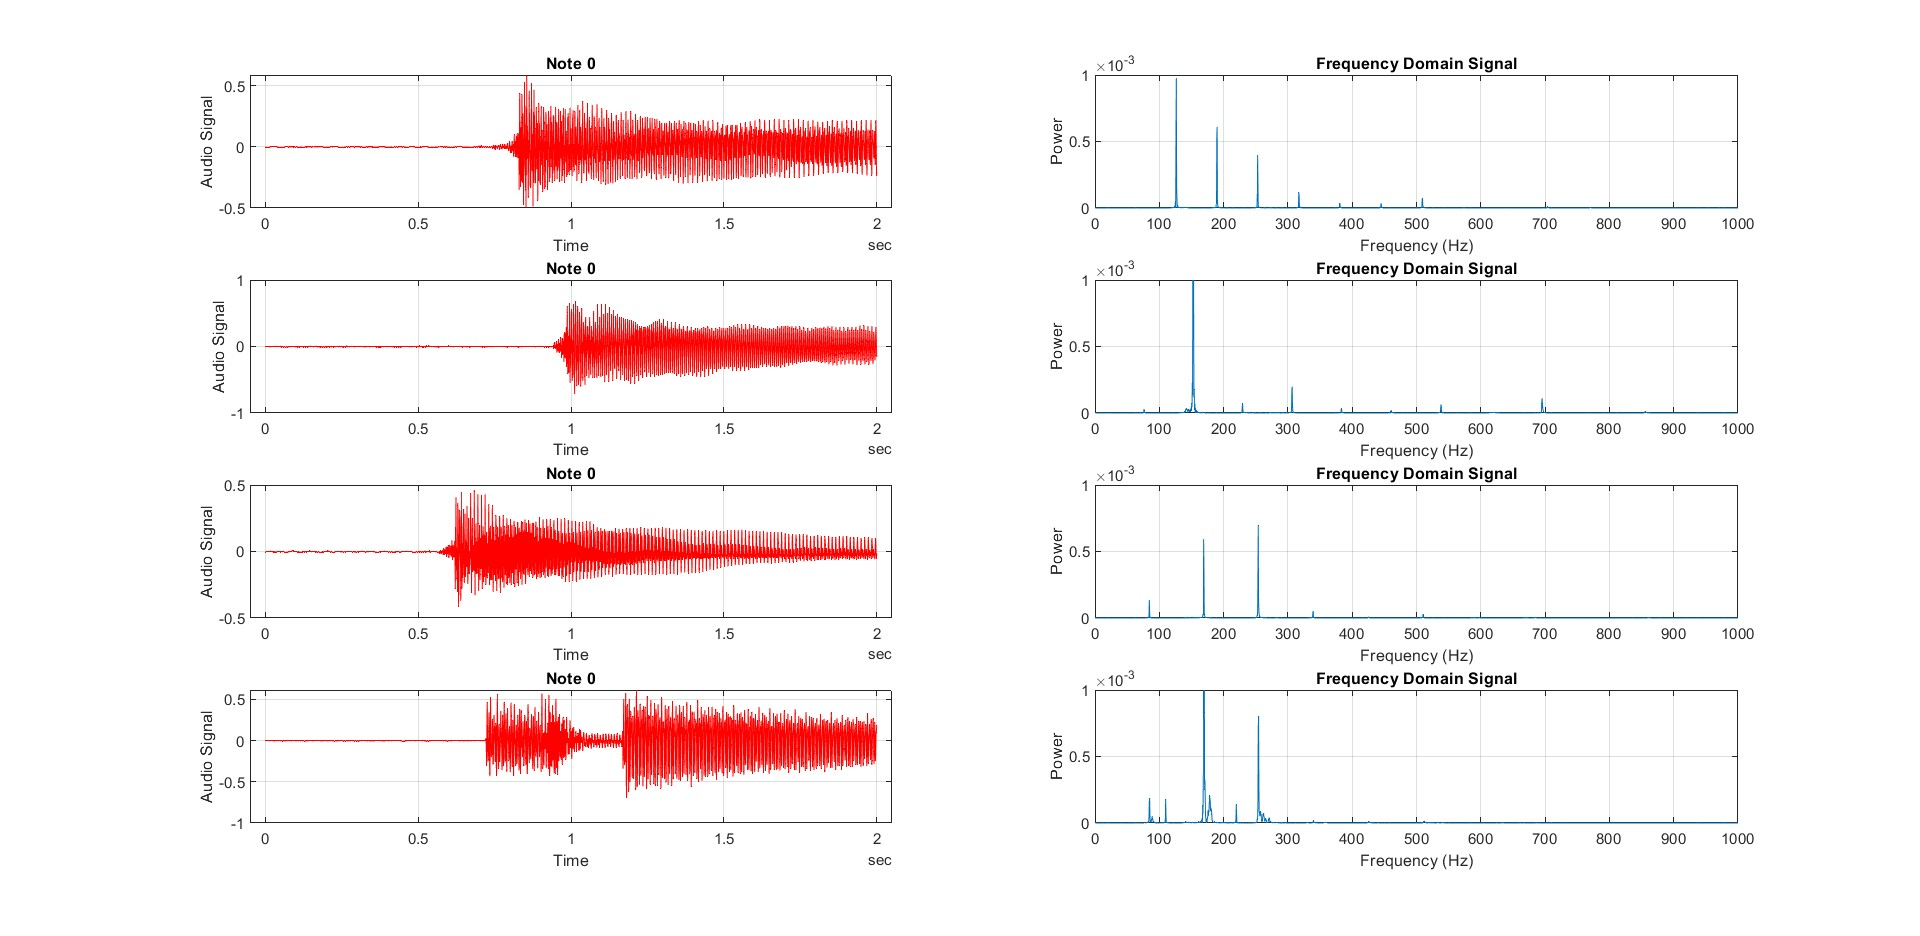 Note 0
Audio Signal
0.5
0
-0.5
0 0.5 1 1.5 2
Time
sec
Frequency Domain Signal
×10-3
Power
1
0.5
0
0 100 200 300 400 500 600 700 800 900 1000
Frequency (Hz)
Note 0
Audio Signal
1
0
-1
0 0.5 1 1.5 2
Time
sec
Frequency Domain Signal
×10-3
Power
1
0.5
0
0 100 200 300 400 500 600 700 800 900 1000
Frequency (Hz)
Note 0
Audio Signal
0.5
0
-0.5
0 0.5 1 1.5 2
Time
sec
Frequency Domain Signal
×10-3
Power
1
0.5
0
0 100 200 300 400 500 600 700 800 900 1000
Frequency (Hz)
Note 0
Audio Signal
0.5
0
-0.5
-1
0 0.5 1 1.5 2
Time
sec
Frequency Domain Signal
×10-3
Power
1
0.5
0
0 100 200 300 400 500 600 700 800 900 1000
Frequency (Hz)